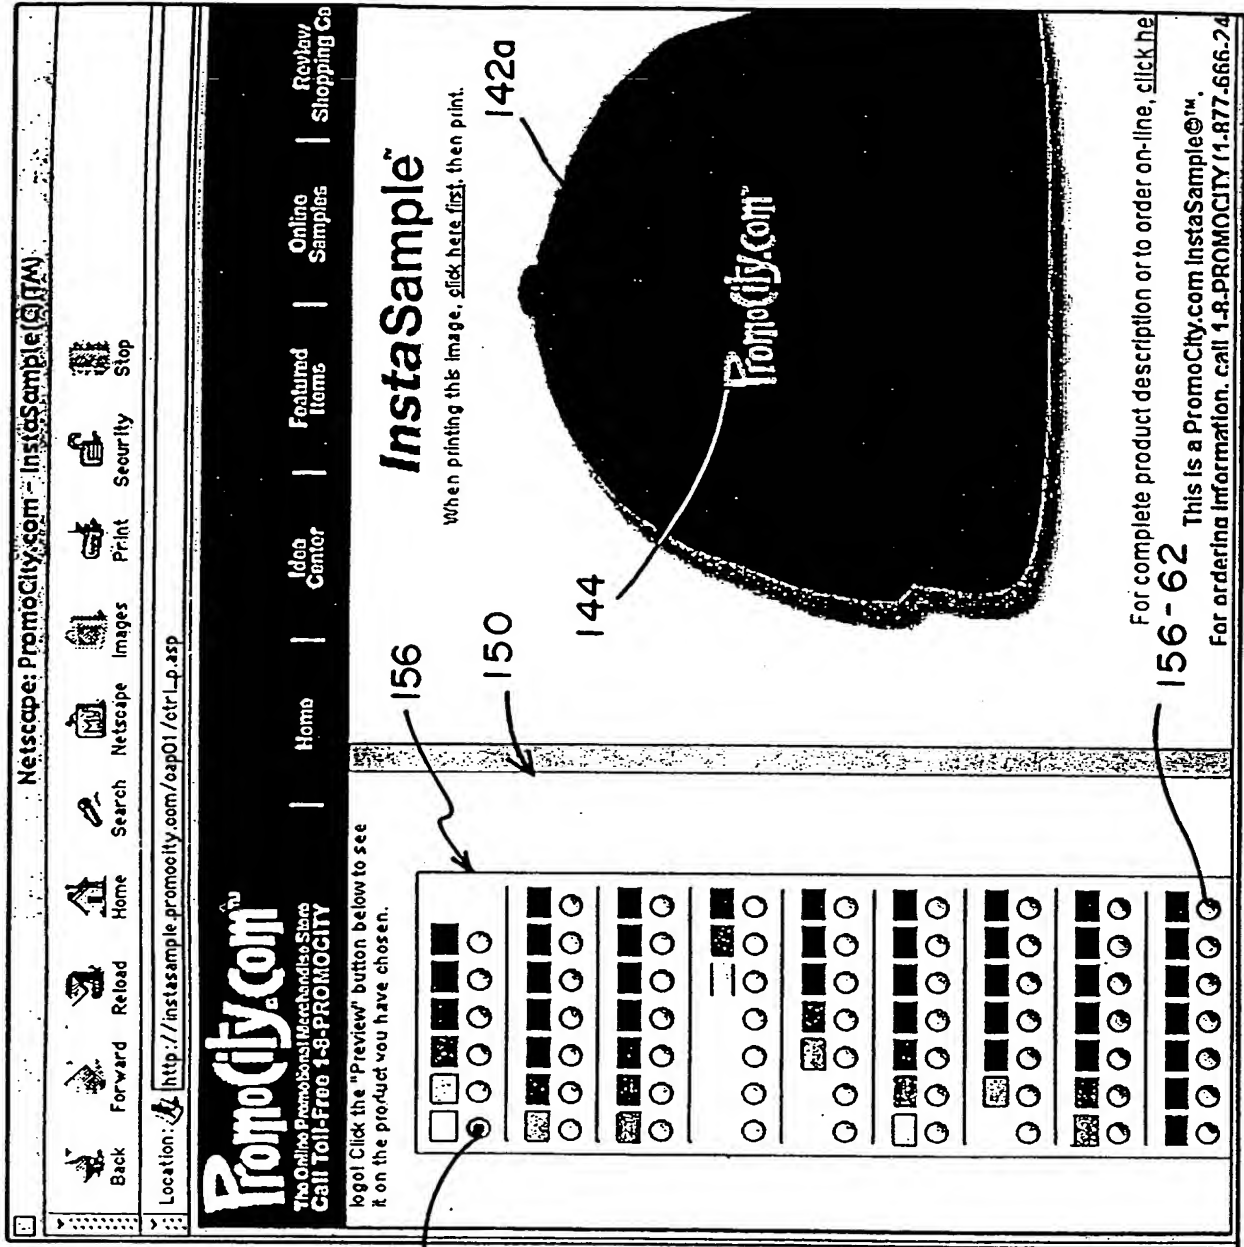 Netscape: PromoCity.com - InstaSample(C)(TM)
Back Forward Reload Home Search Netscape Images Print Security Stop
Location: http://instasample.promocity.com/oap01/ctrl_p.asp
PromoCity.com™
The Online Promotional Merchandise Store
Call Toll-Free 1-8-PROMOCITY
| Home | Idea Center | Featured Items | Online Samples | Review/ Shopping Ca
logo! Click the "Preview" button below to see
it on the product you have chosen.
156
150
InstaSample™
When printing this image, click here first, then print.
142a
144
PromoCity.com™
For complete product description or to order on-line, click he
156-62
This is a PromoCity.com InstaSample©™.
For ordering information, call 1-8-PROMOCITY (1-877-666-24